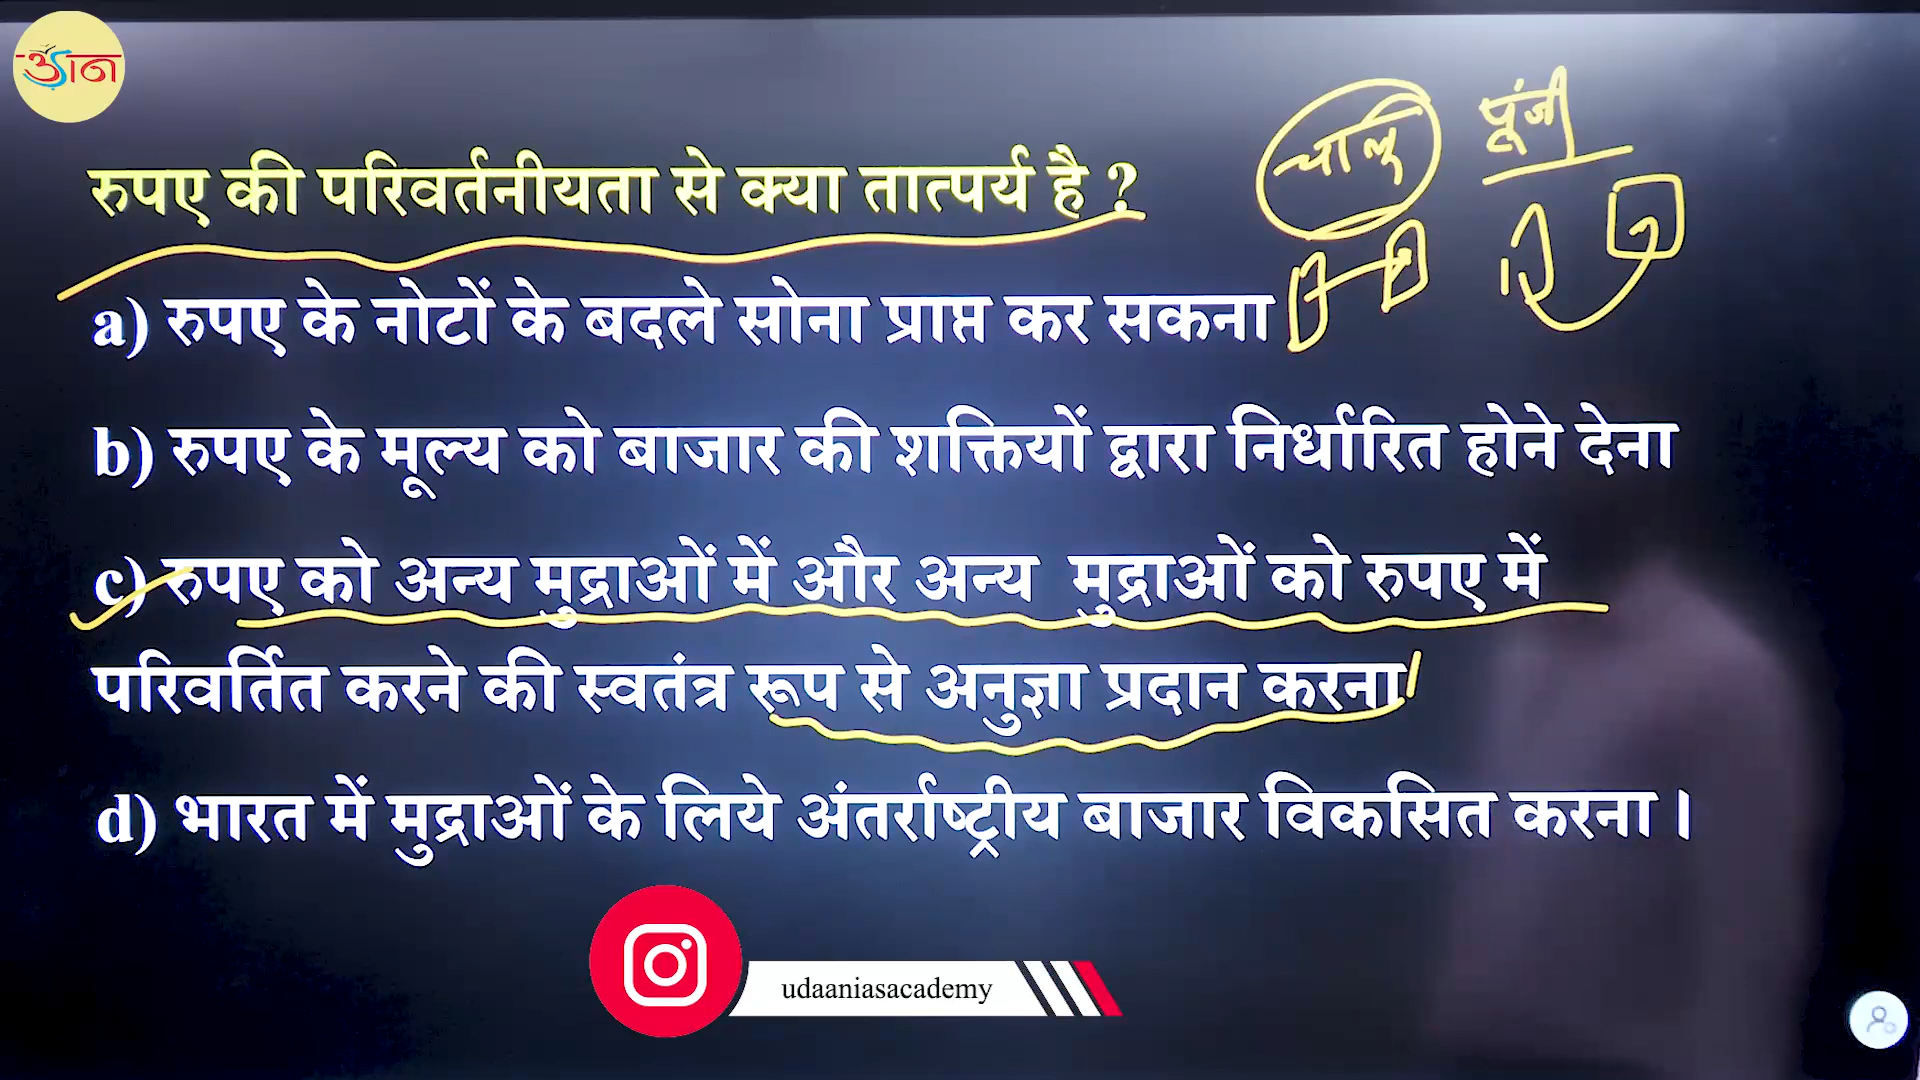 उड़ान
चालू पूंजी
रुपए की परिवर्तनीयता से क्या तात्पर्य है ?
a) रुपए के नोटों के बदले सोना प्राप्त कर सकना
b) रुपए के मूल्य को बाजार की शक्तियों द्वारा निर्धारित होने देना
c) रुपए को अन्य मुद्राओं में और अन्य मुद्राओं को रुपए में
परिवर्तित करने की स्वतंत्र रूप से अनुज्ञा प्रदान करना
d) भारत में मुद्राओं के लिये अंतर्राष्ट्रीय बाजार विकसित करना ।
udaaniasacademy